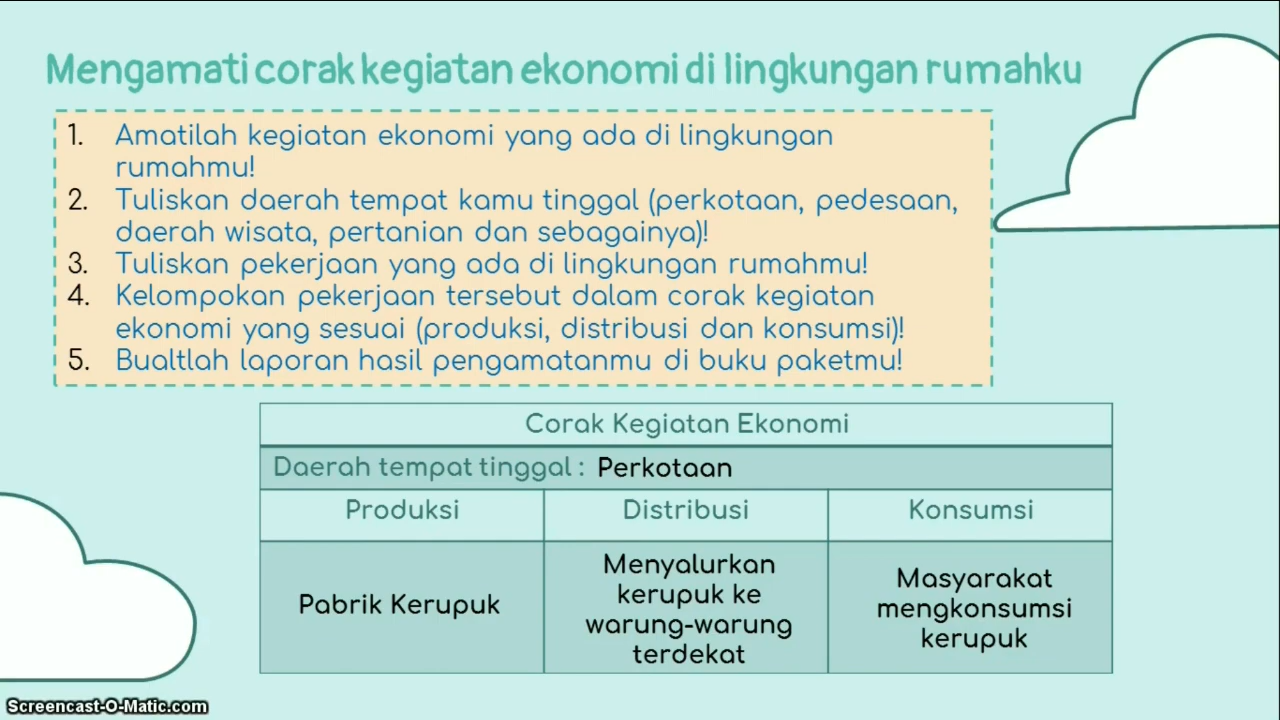 Mengamati corak kegiatan ekonomi di lingkungan rumahku
1. Amatilah kegiatan ekonomi yang ada di lingkungan
rumahmu!
2. Tuliskan daerah tempat kamu tinggal (perkotaan, pedesaan,
daerah wisata, pertanian dan sebagainya)!
3. Tuliskan pekerjaan yang ada di lingkungan rumahmu!
4. Kelompokan pekerjaan tersebut dalam corak kegiatan
ekonomi yang sesuai (produksi, distribusi dan konsumsi)!
5. Bualtlah laporan hasil pengamatanmu di buku paketmu!
Corak Kegiatan Ekonomi
Daerah tempat tinggal : Perkotaan
Produksi Distribusi Konsumsi
Pabrik Kerupuk
Menyalurkan
kerupuk ke
warung-warung
terdekat
Masyarakat
mengkonsumsi
kerupuk
Screencast-O-Matic.com